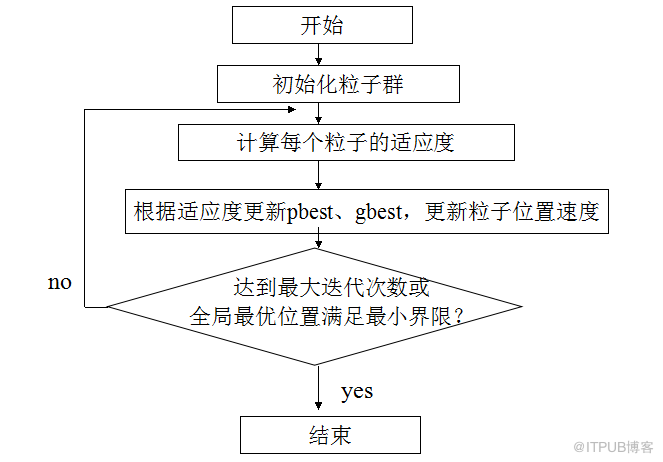 开始
初始化粒子群
计算每个粒子的适应度
根据适应度更新pbest、gbest，更新粒子位置速度
no
达到最大迭代次数或
全局最优位置满足最小界限？
yes
结束
@ITPUB博客